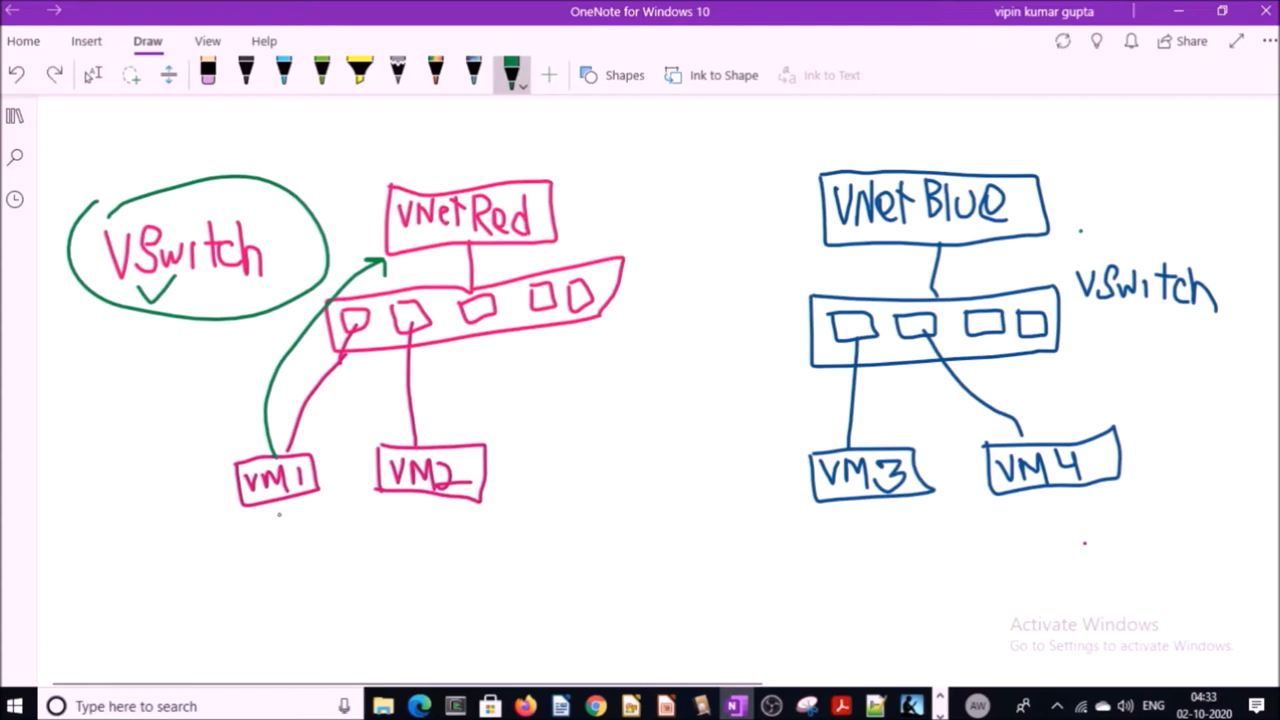 OneNote for Windows 10
vipin kumar gupta
Home Insert Draw View Help
Share
Shapes
Ink to Shape
Ink to Text
VSwitch
VNetRed
VM1
VM2
VNetBlue
VSwitch
VM3
VM4
Activate Windows
Go to Settings to activate Windows.
Type here to search
AW
ENG
04:33
02-10-2020